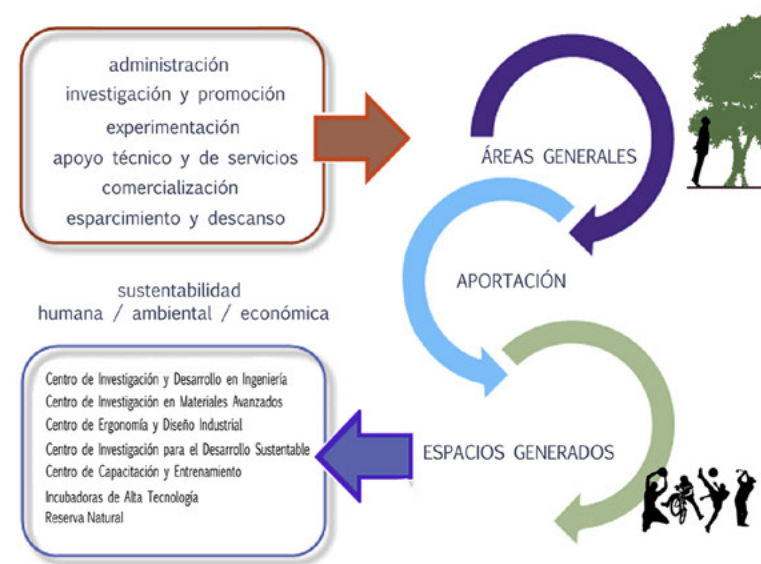 administración
investigación y promoción
experimentación
apoyo técnico y de servicios
comercialización
esparcimiento y descanso
ÁREAS GENERALES
sustentabilidad
humana / ambiental / económica
APORTACIÓN
Centro de Investigación y Desarrollo en Ingeniería
Centro de Investigación en Materiales Avanzados
Centro de Ergonomía y Diseño Industrial
Centro de Investigación para el Desarrollo Sustentable
Centro de Capacitación y Entrenamiento
Incubadoras de Alta Tecnología
Reserva Natural
ESPACIOS GENERADOS